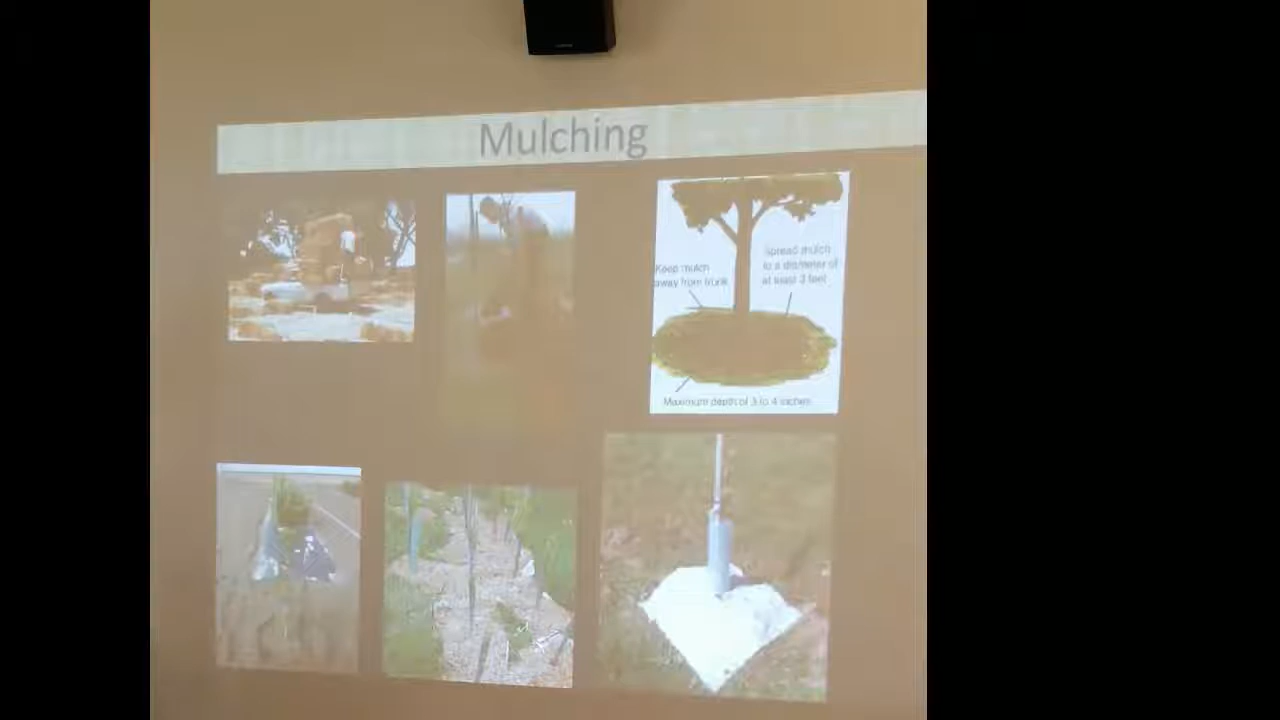 Mulching
Keep mulch
away from trunk
Spread mulch
to a diameter of
at least 3 feet
Maximum depth of 3 to 4 inches